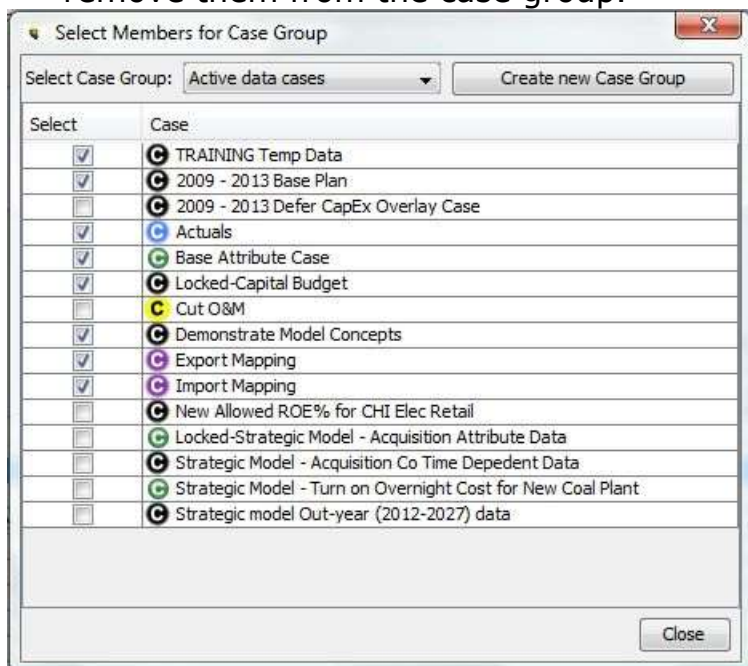 remove them from the case group.
Select Members for Case Group
Select Case Group: Active data cases Create new Case Group
Select Case
C TRAINING Temp Data
C 2009 - 2013 Base Plan
C 2009 - 2013 Defer CapEx Overlay Case
C Actuals
C Base Attribute Case
C Locked-Capital Budget
C Cut O&M
C Demonstrate Model Concepts
C Export Mapping
C Import Mapping
C New Allowed ROE% for CHI Elec Retail
C Locked-Strategic Model - Acquisition Attribute Data
C Strategic Model - Acquisition Co Time Depedent Data
C Strategic Model - Turn on Overnight Cost for New Coal Plant
C Strategic model Out-year (2012-2027) data
Close